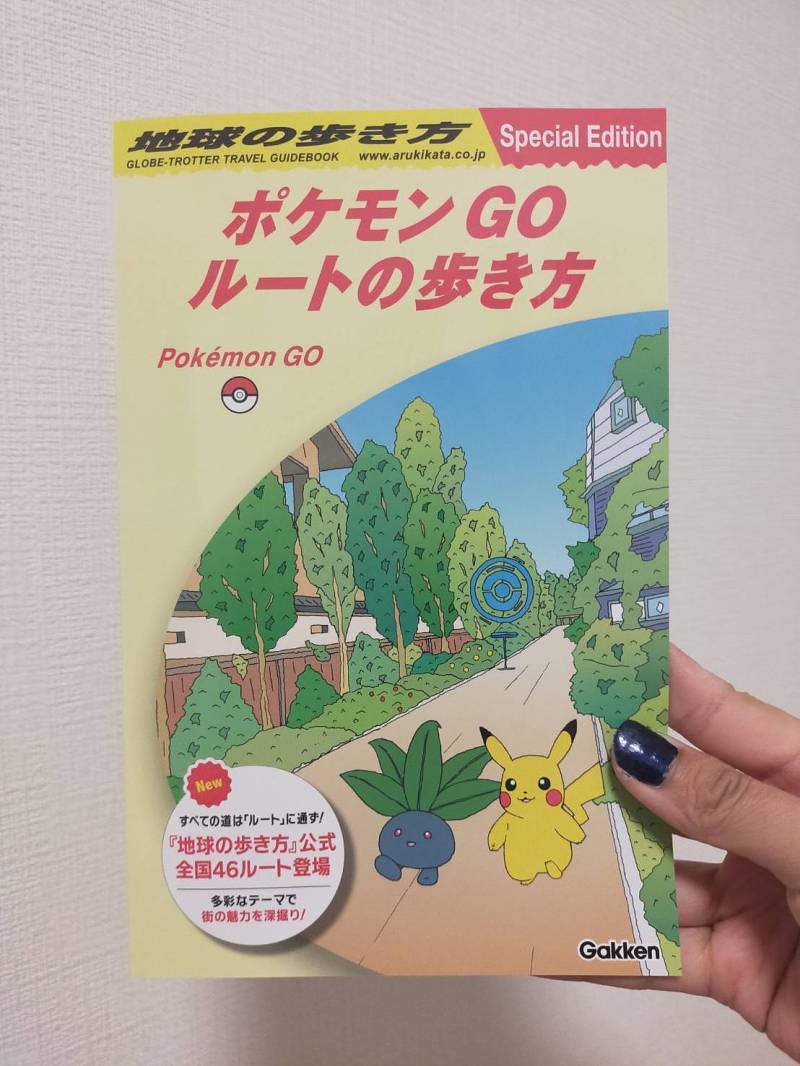 地球の歩き方
Special Edition
GLOBE-TROTTER TRAVEL GUIDEBOOK www.arukikata.co.jp
ポケモン GO
ルートの歩き方
Pokémon GO
New
すべての道は「ルート」に通ず!
『地球の歩き方』公式
全国46ルート登場
多彩なテーマで
街の魅力を深掘り!
Gakken